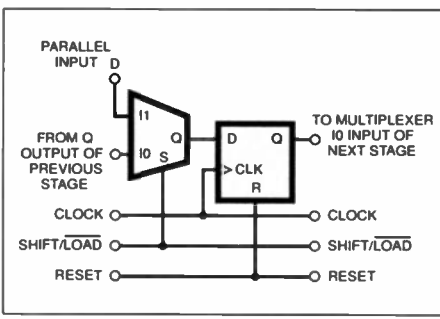 PARALLEL
INPUT D
I1
I0
Q
S
FROM Q
OUTPUT OF
PREVIOUS
STAGE
D
Q
CLK
R
TO MULTIPLEXER
I0 INPUT OF
NEXT STAGE
CLOCK
CLOCK
SHIFT/LOAD
SHIFT/LOAD
RESET
RESET